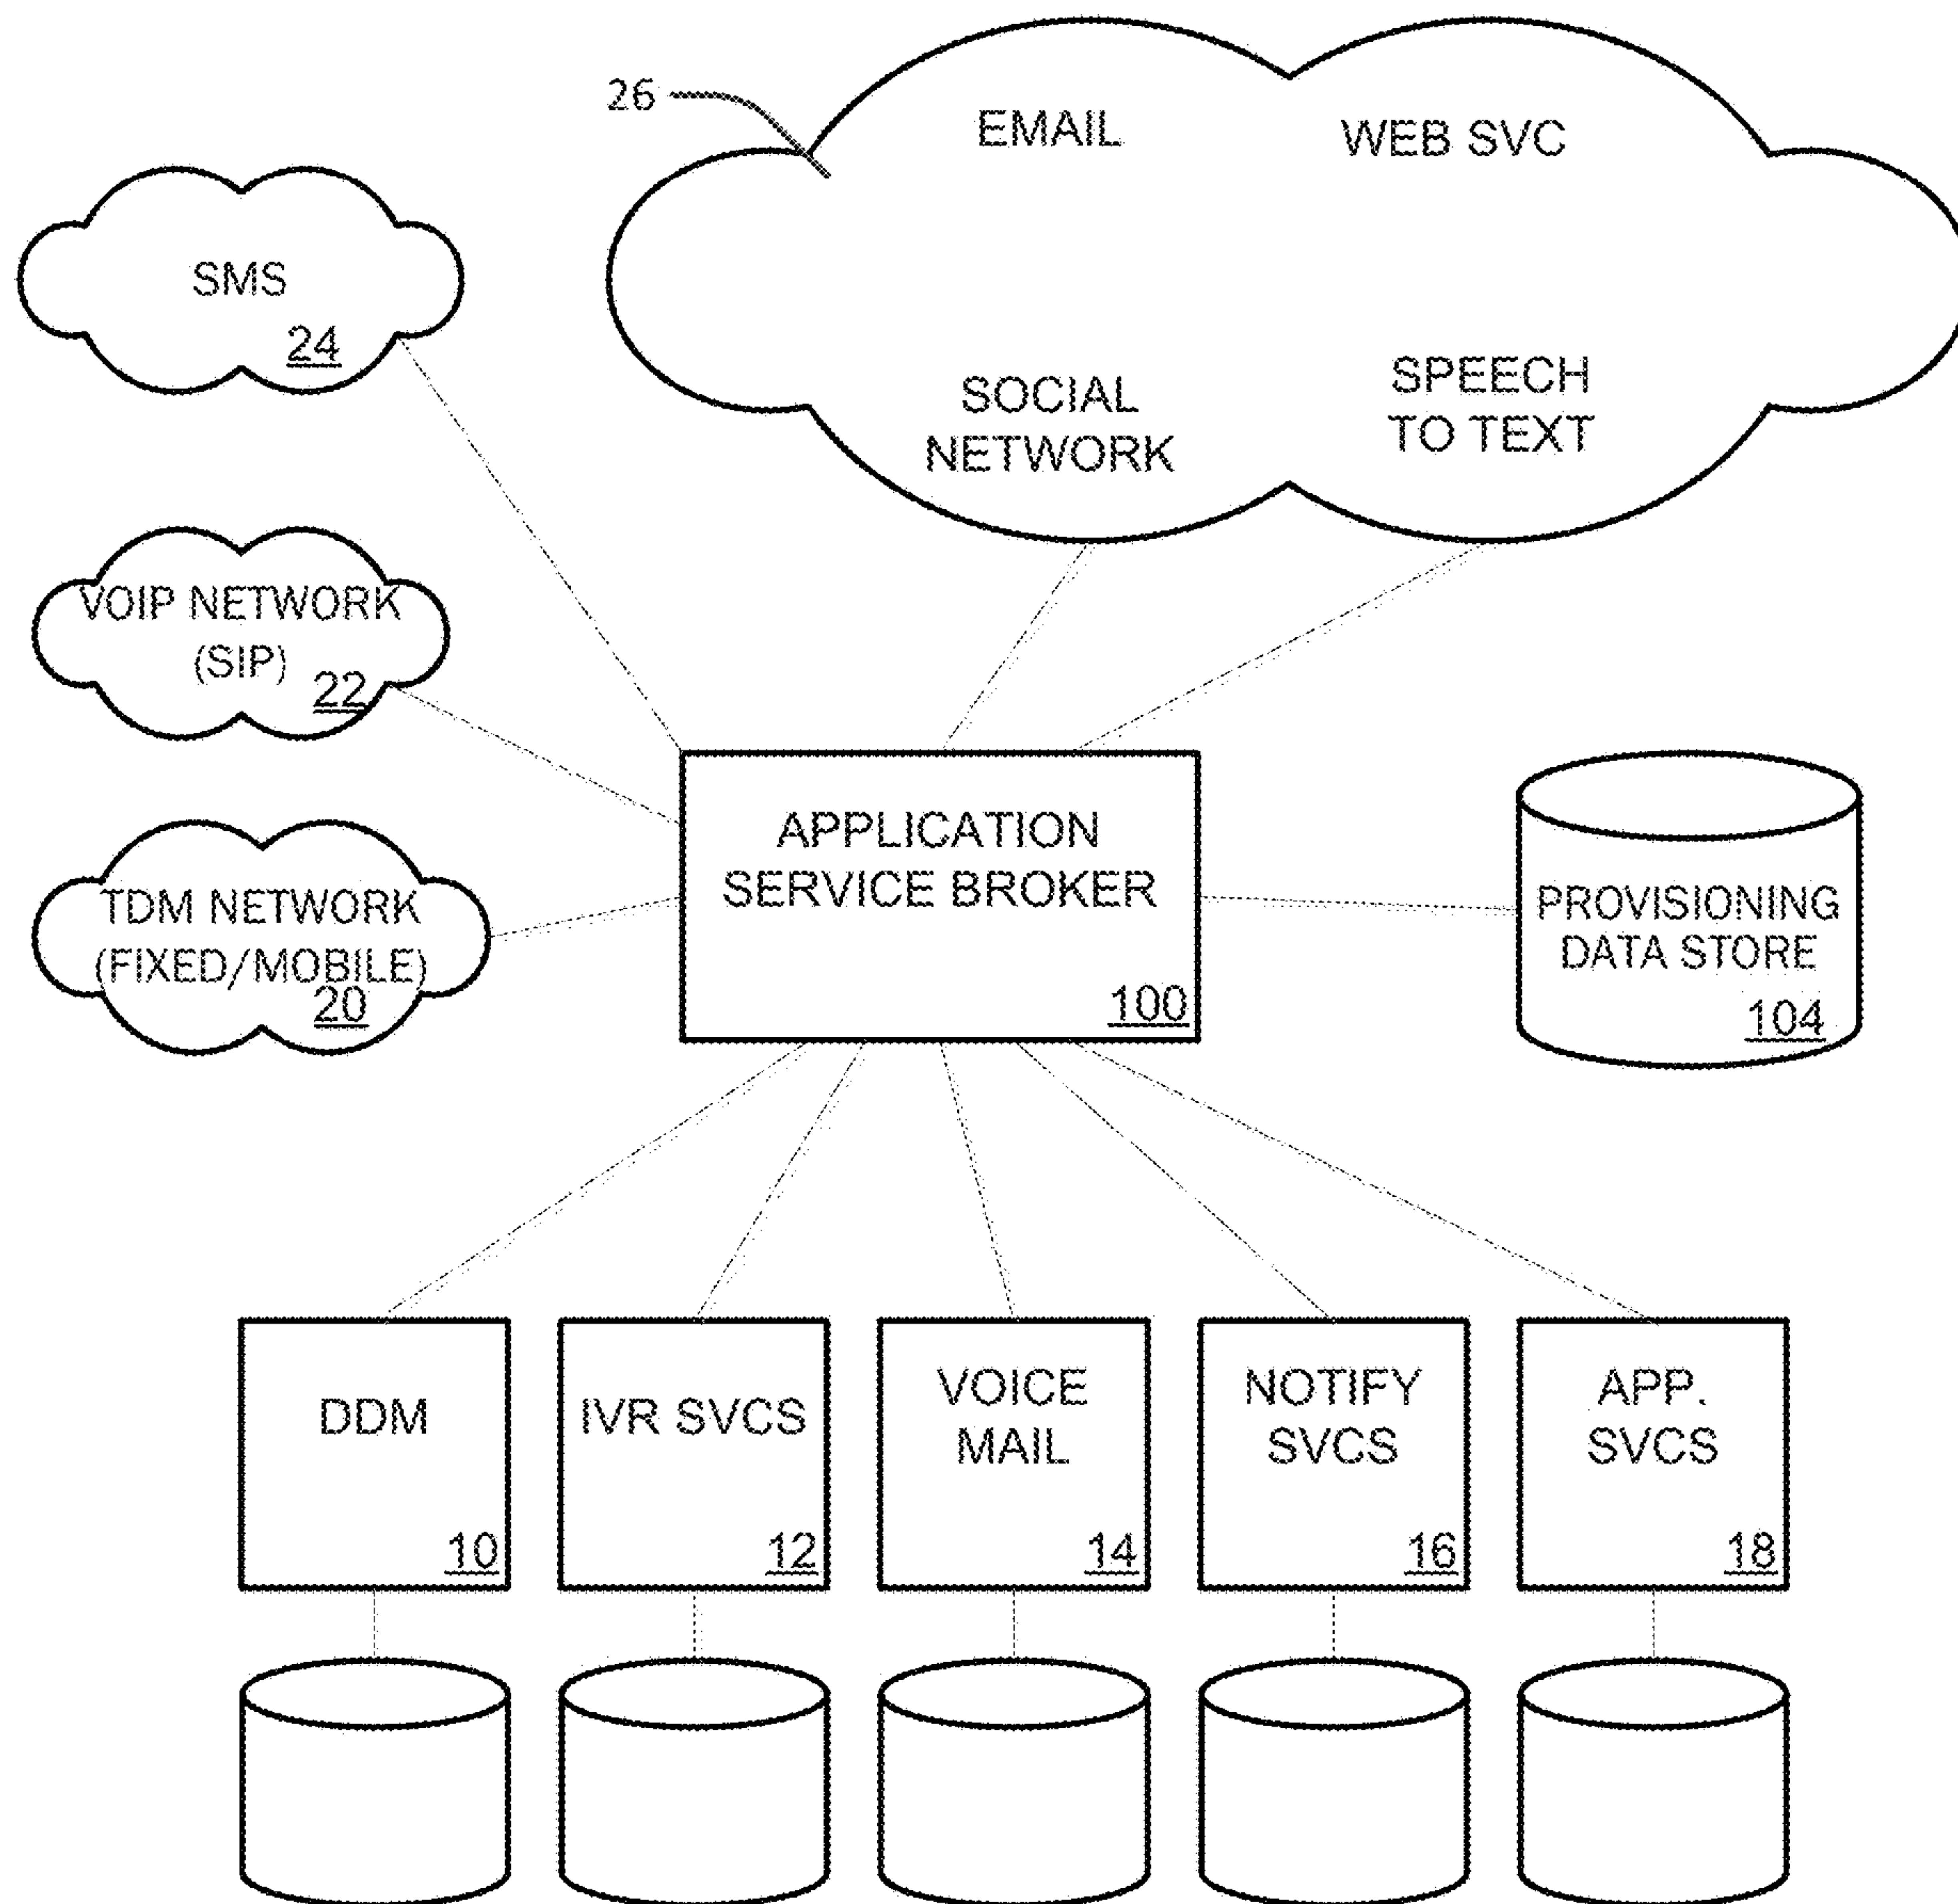 26
EMAIL
WEB SVC
SMS
24
SOCIAL
NETWORK
SPEECH
TO TEXT
VOIP NETWORK
(SIP)
22
TDM NETWORK
(FIXED/MOBILE)
20
APPLICATION
SERVICE BROKER
100
PROVISIONING
DATA STORE
104
DDM
10
IVR SVCS
12
VOICE
MAIL
14
NOTIFY
SVCS
16
APP.
SVCS
18